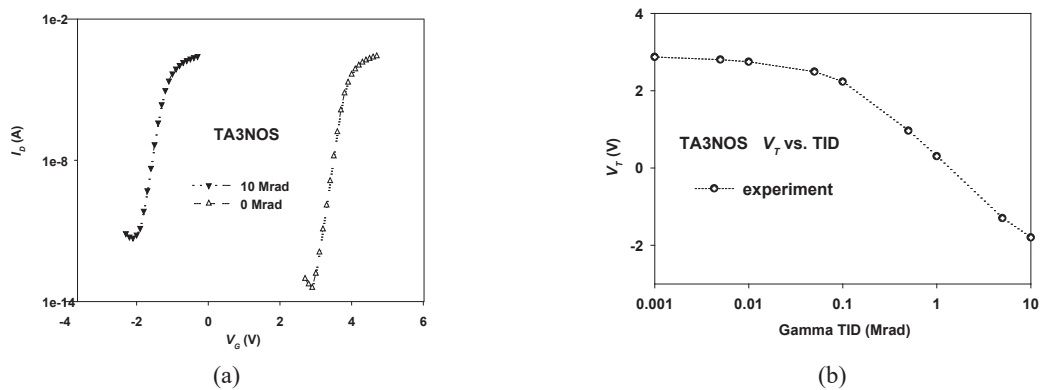 1e-2
1e-8
1e-14
I_D (A)
TA3NOS
10 Mrad
0 Mrad
-4 -2 0 2 4 6
V_G (V)
(a)
4
2
0
-2
V_T (V)
TA3NOS V_T vs. TID
experiment
0.001 0.01 0.1 1 10
Gamma TID (Mrad)
(b)